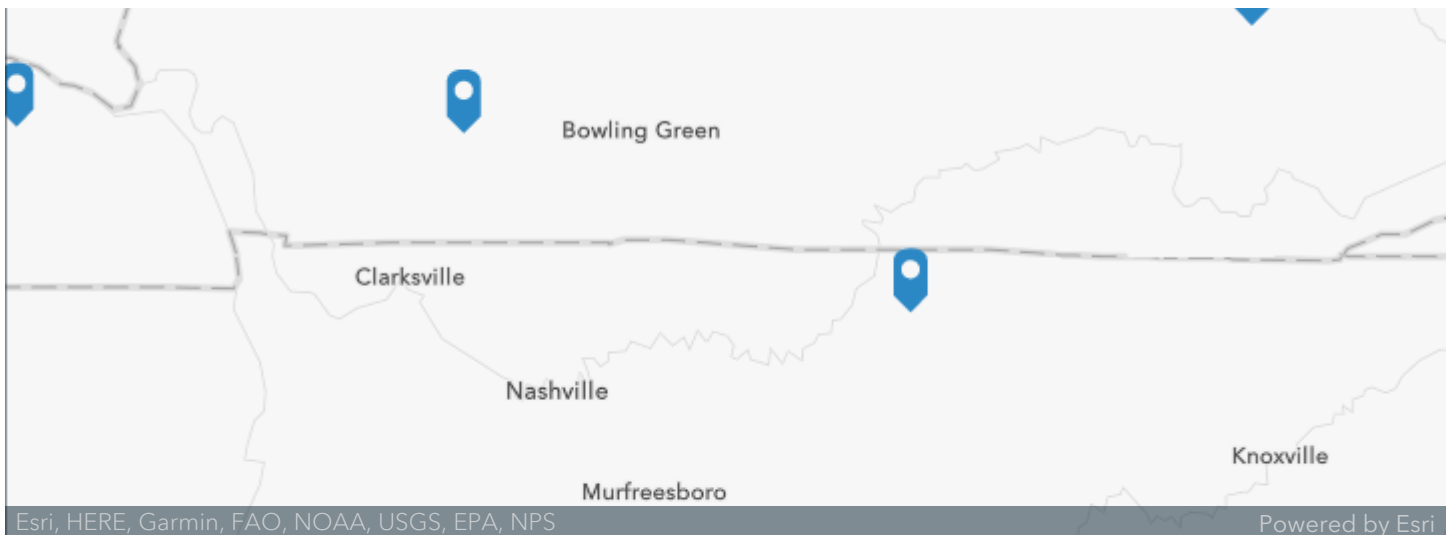 Bowling Green
Clarksville
Nashville
Knoxville
Murfreesboro
Esri, HERE, Garmin, FAO, NOAA, USGS, EPA, NPS
Powered by Esri